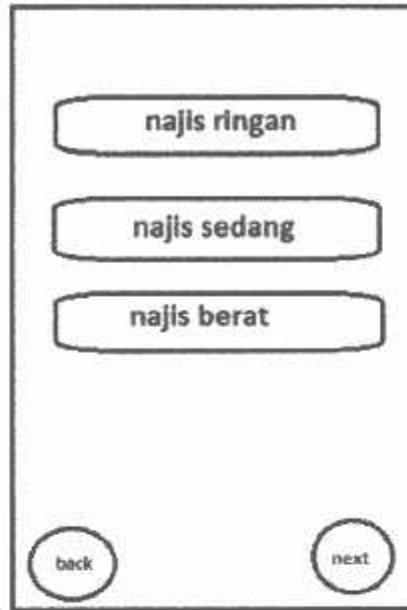 najis ringan
najis sedang
najis berat
back
next